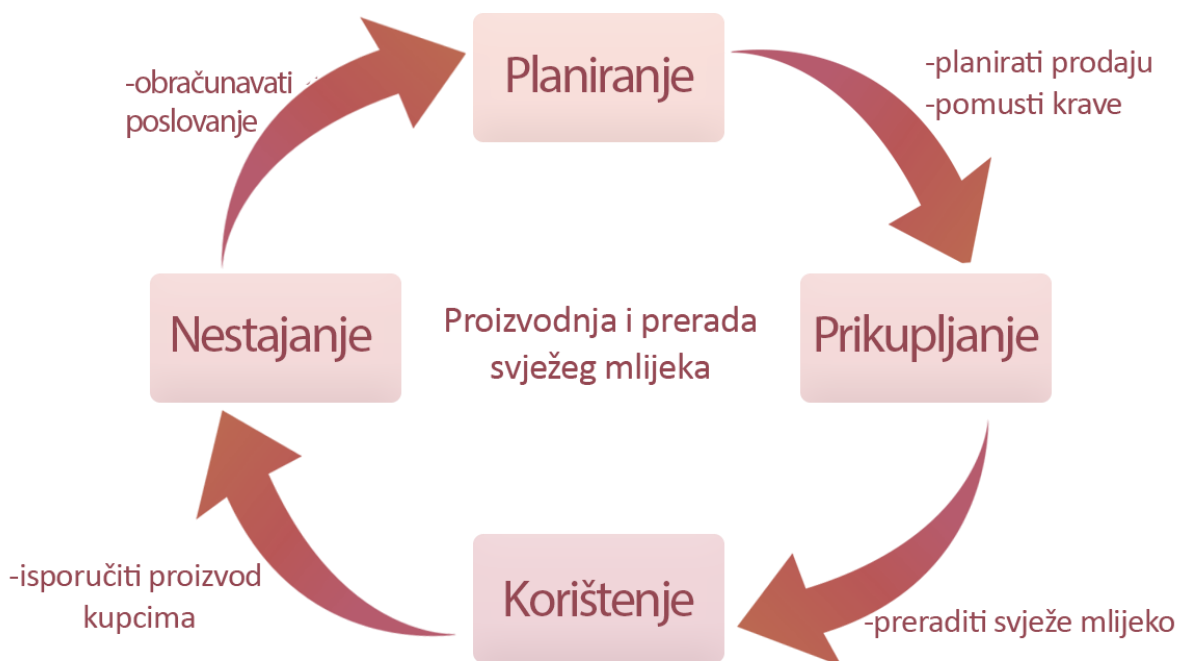 Planiranje
-planirati prodaju
-pomusti krave
Prikupljanje
-preraditi svježe mlijeko
Korištenje
-isporučiti proizvod
kupcima
Nestajanje
-obračunavati
poslovanje
Proizvodnja i prerada
svježeg mlijeka